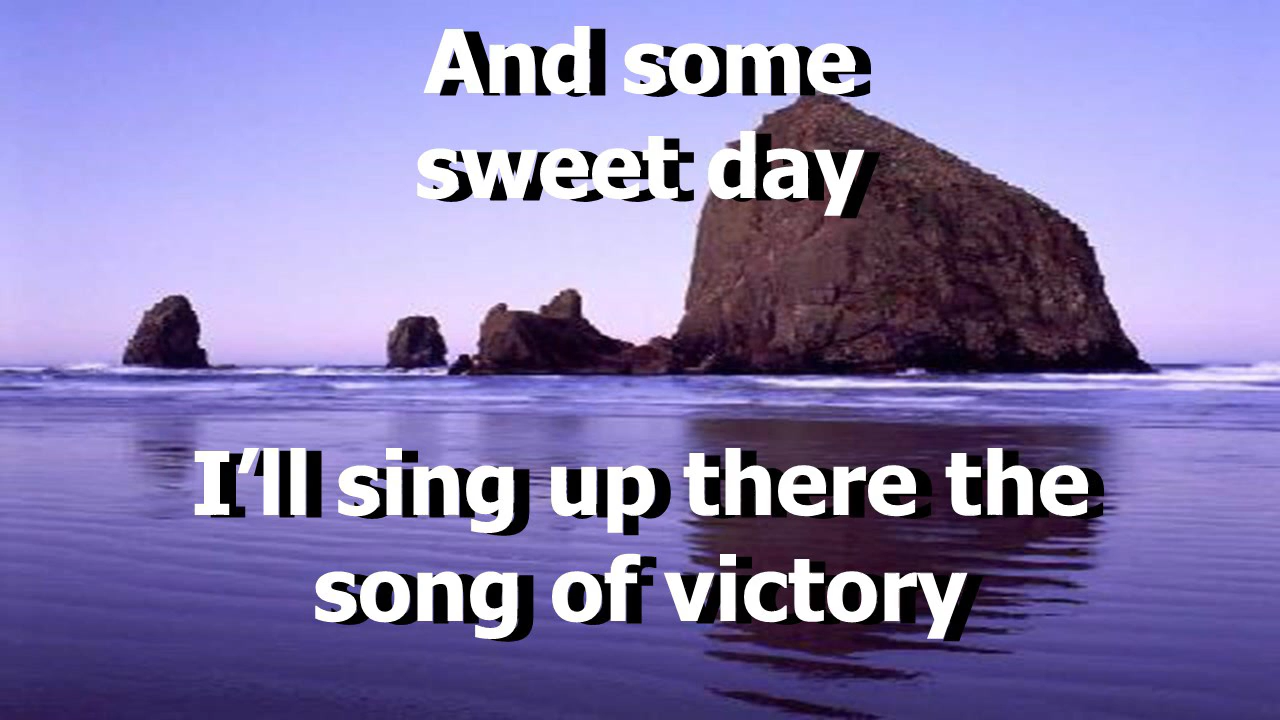 And some
sweet day
I’ll sing up there the
song of victory